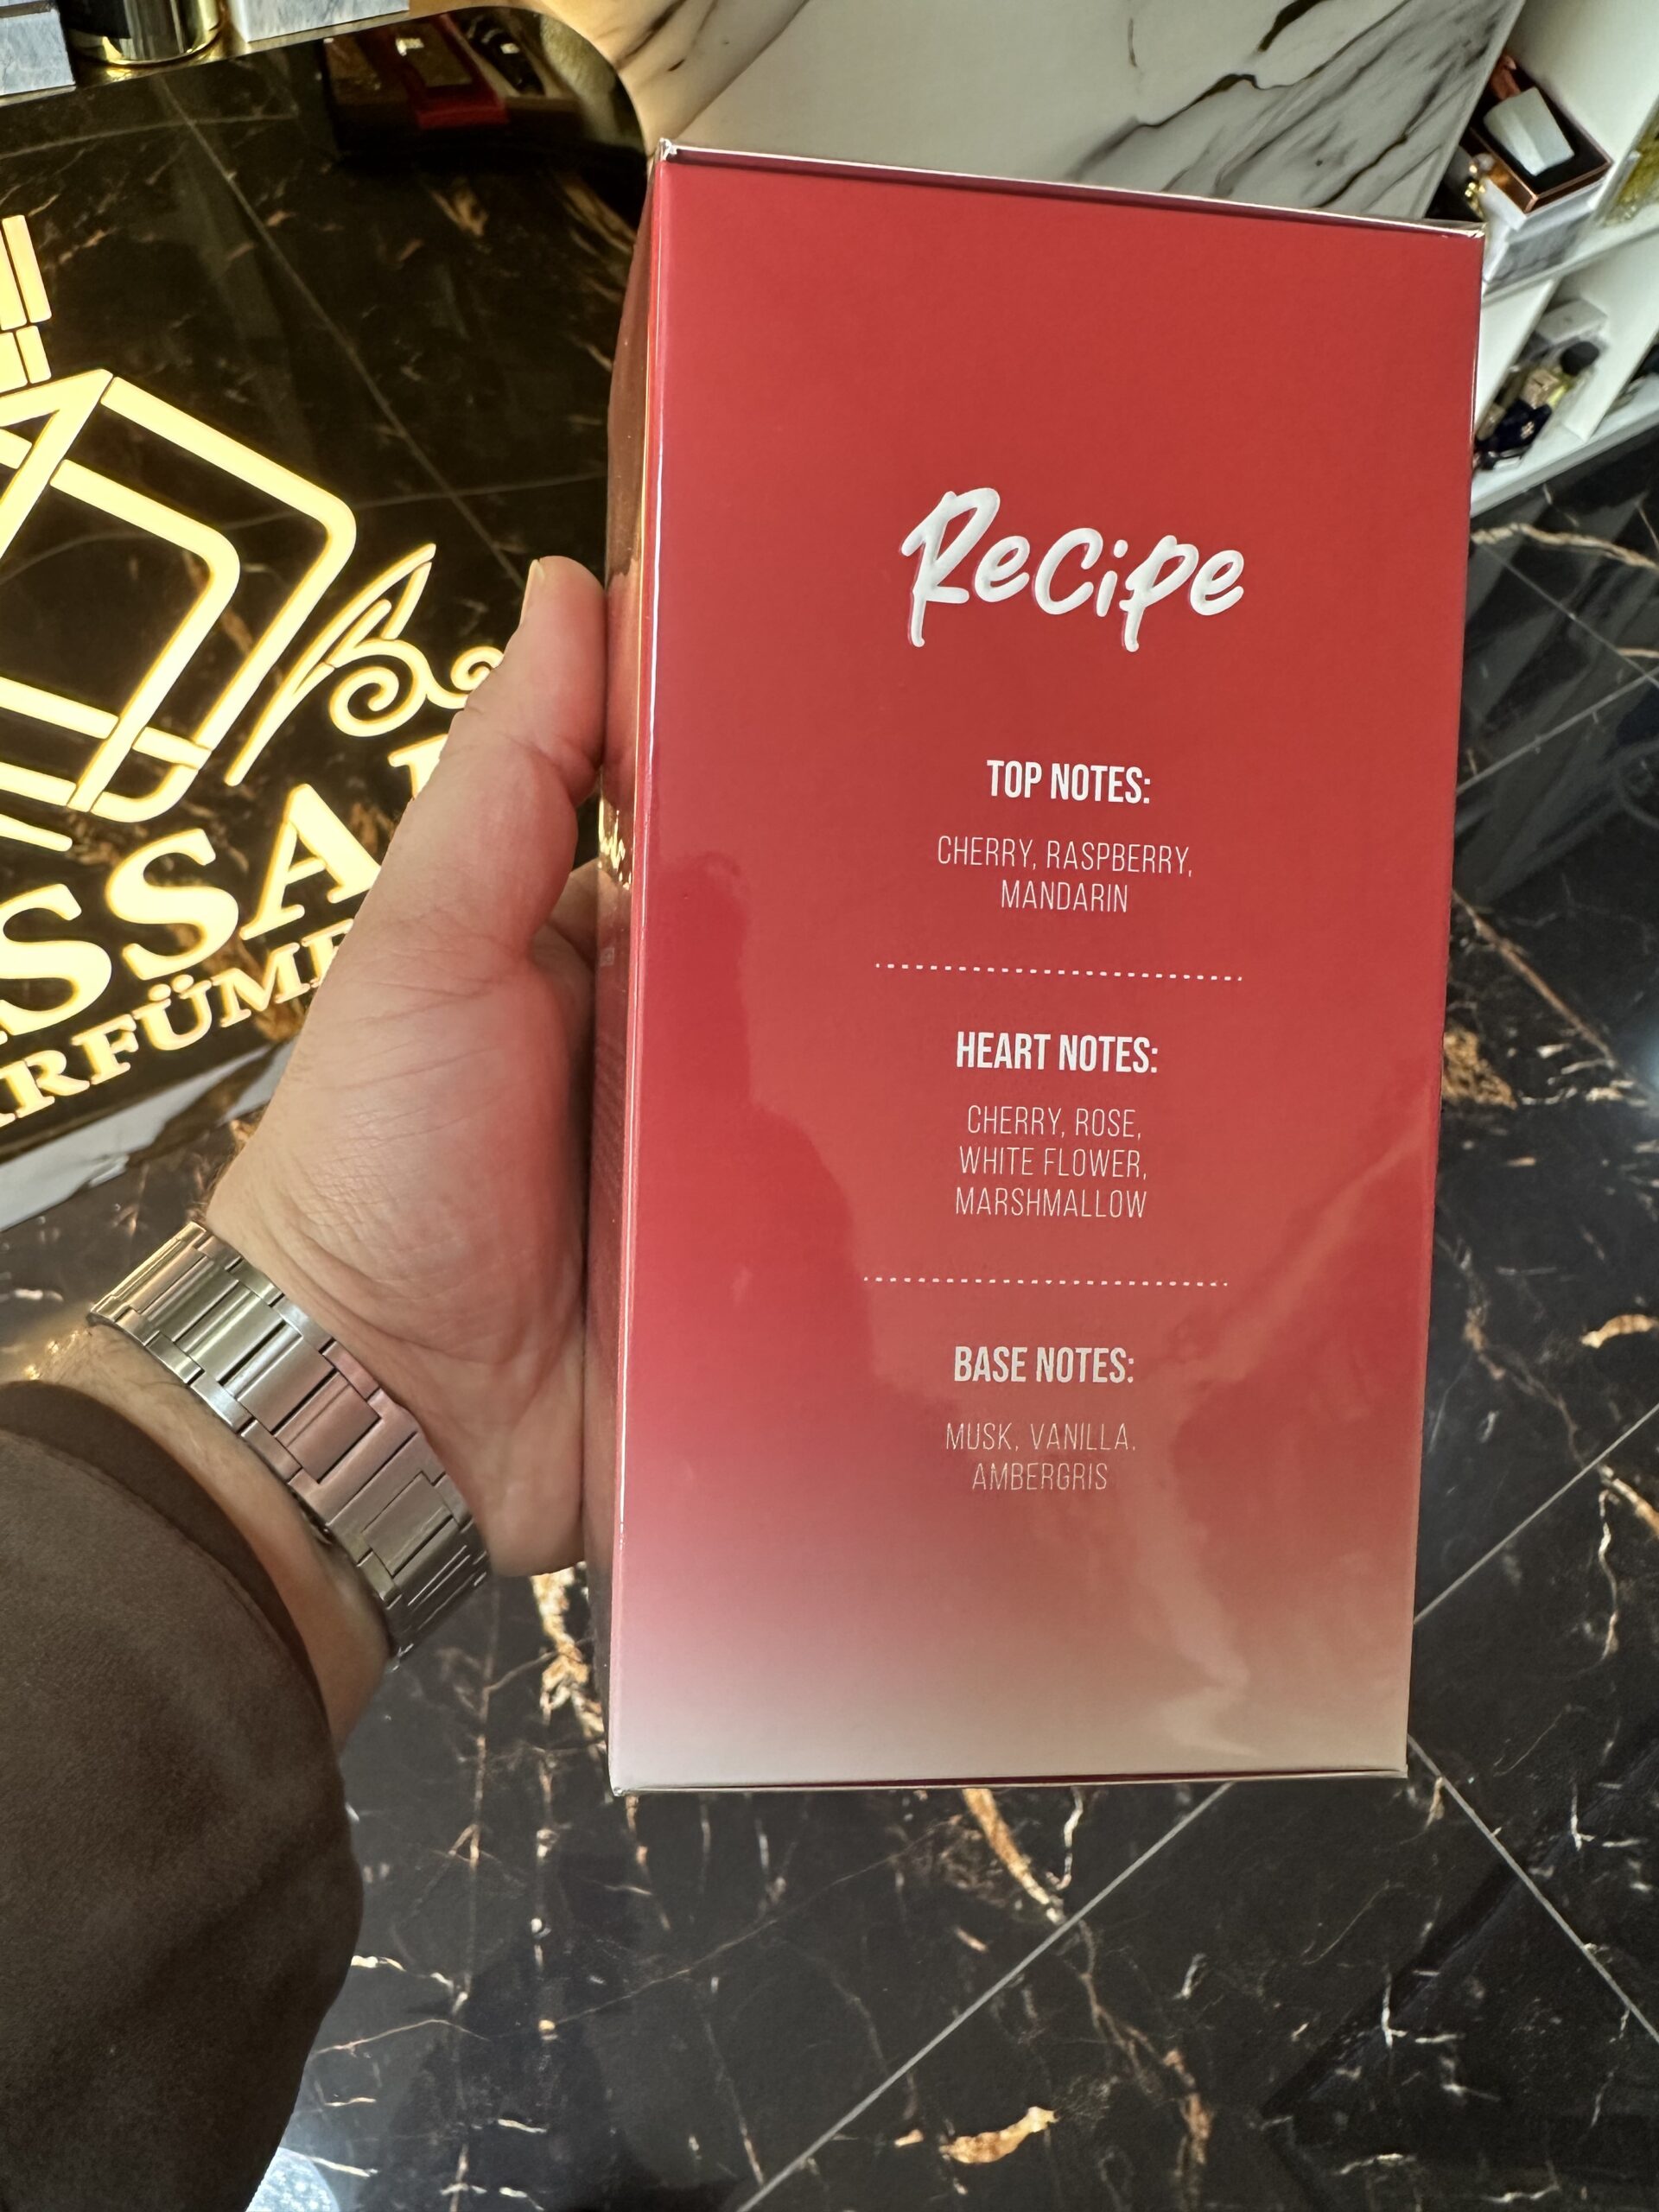 Recipe
TOP NOTES:
CHERRY, RASPBERRY,
MANDARIN
HEART NOTES:
CHERRY, ROSE,
WHITE FLOWER,
MARSHMALLOW
BASE NOTES:
MUSK, VANILLA,
AMBERGRIS